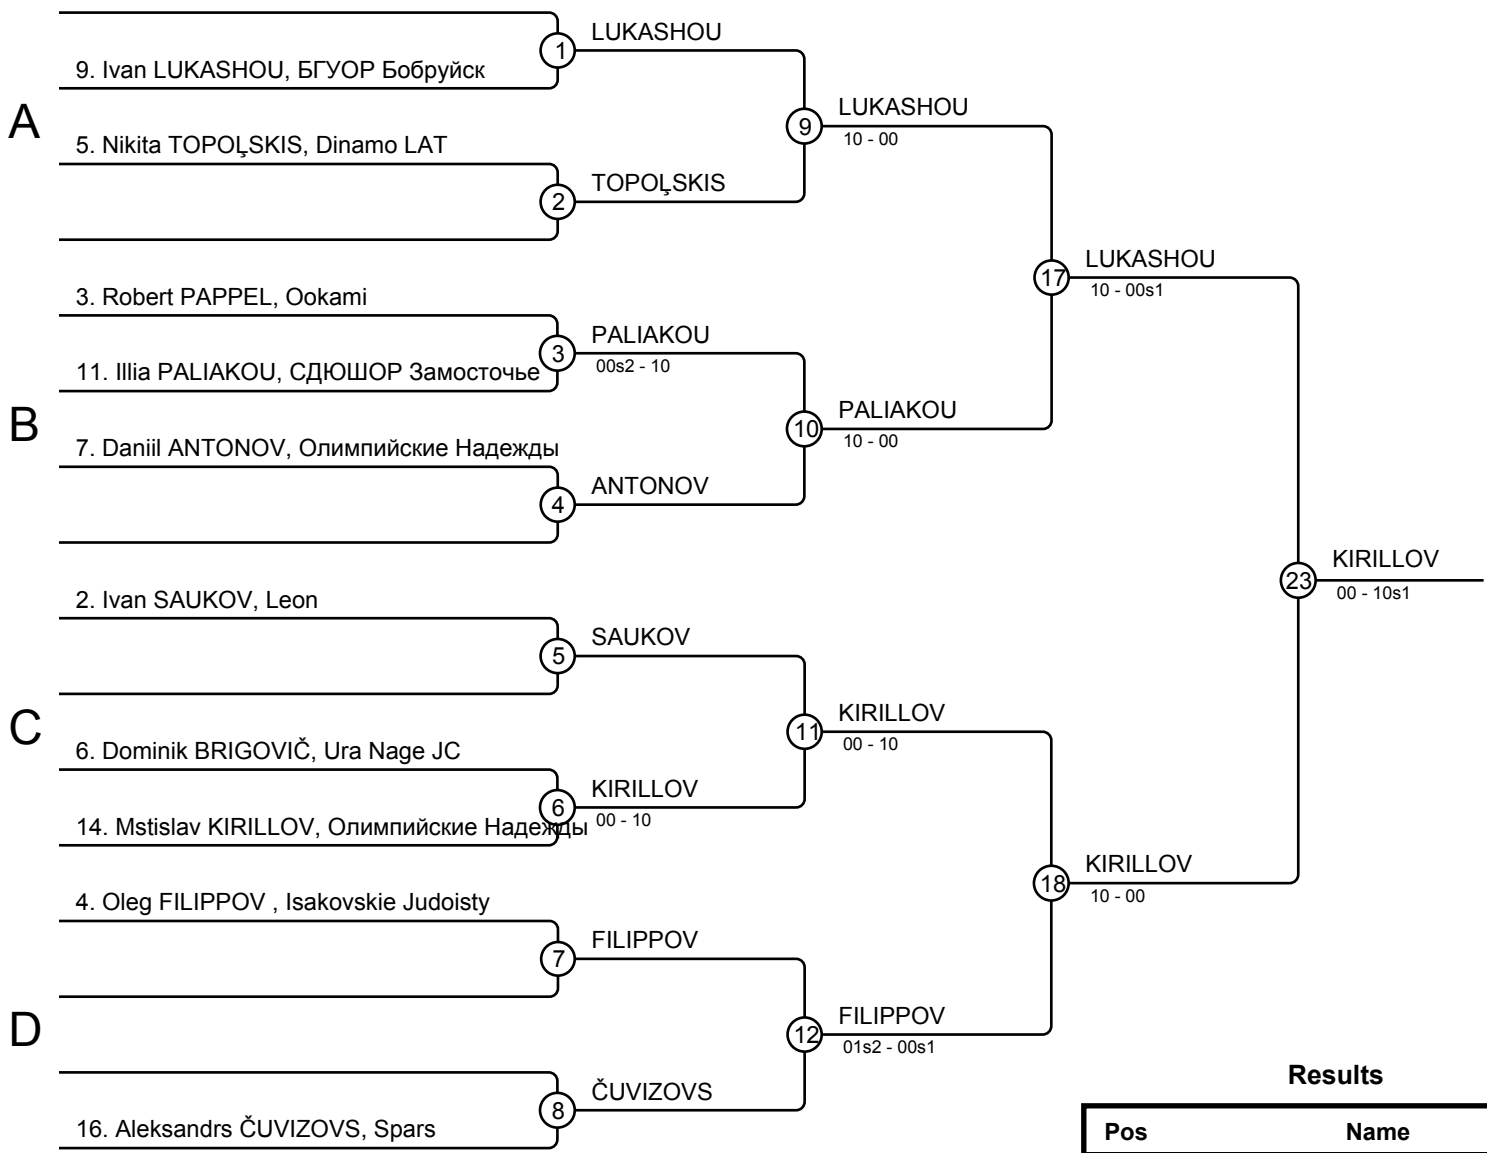 LUKASHOU
1
9. Ivan LUKASHOU, БГУОР Бобруйск
A
LUKASHOU
9
10 - 00
5. Nikita TOPOĻSKIS, Dinamo LAT
TOPOĻSKIS
2
LUKASHOU
17
10 - 00s1
3. Robert PAPPEL, Ookami
PALIAKOU
3
00s2 - 10
11. Illia PALIAKOU, СДЮШОР Замосточье
B
PALIAKOU
10
10 - 00
7. Daniil ANTONOV, Олимпийские Надежды
ANTONOV
4
KIRILLOV
23
00 - 10s1
2. Ivan SAUKOV, Leon
SAUKOV
5
C
KIRILLOV
11
00 - 10
6. Dominik BRIGOVIČ, Ura Nage JC
KIRILLOV
6
00 - 10
14. Mstislav KIRILLOV, Олимпийские Надежды
KIRILLOV
18
10 - 00
4. Oleg FILIPPOV , Isakovskie Judoisty
FILIPPOV
7
D
FILIPPOV
12
01s2 - 00s1
ČUVIZOVS
8
16. Aleksandrs ČUVIZOVS, Spars
Results
Pos Name